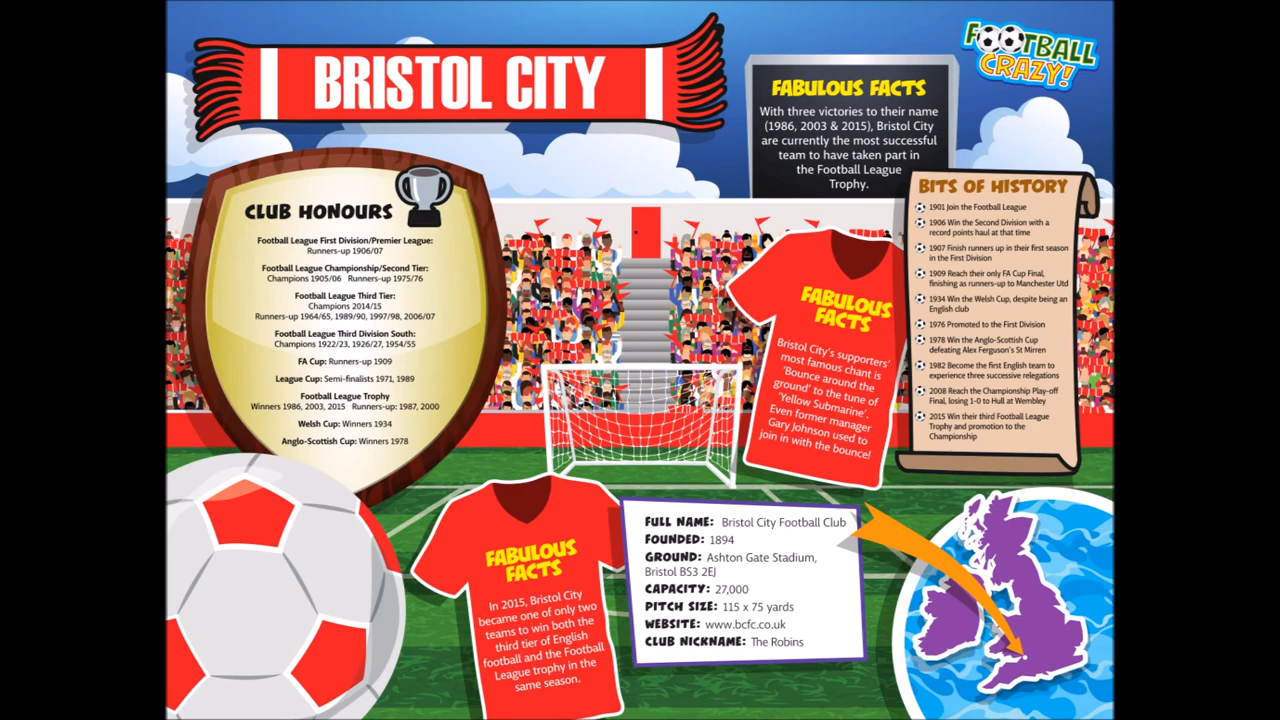 BRISTOL CITY
FOOTBALL
CRAZY!
FABULOUS FACTS
With three victories to their name
(1986, 2003 & 2015), Bristol City
are currently the most successful
team to have taken part in
the Football League
Trophy.
CLUB HONOURS
Football League First Division/Premier League:
Runners-up 1906/07
Football League Championship/Second Tier:
Champions 1905/06 Runners-up 1975/76
Football League Third Tier:
Champions 2014/15
Runners-up 1964/65, 1989/90, 1997/98, 2006/07
Football League Third Division South:
Champions 1922/23, 1926/27, 1954/55
FA Cup: Runners-up 1909
League Cup: Semi-finalists 1971, 1989
Football League Trophy
Winners 1986, 2003, 2015 Runners-up: 1987, 2000
Welsh Cup: Winners 1934
Anglo-Scottish Cup: Winners 1978
FABULOUS
FACTS
Bristol City's supporters'
most famous chant is
'Bounce around the
ground' to the tune of
'Yellow Submarine'.
Even former manager
Gary Johnson used to
join in with the bounce!
BITS OF HISTORY
1901 Join the Football League
1906 Win the Second Division with a
record points haul at that time
1907 Finish runners up in their first season
in the First Division
1909 Reach their only FA Cup Final,
finishing as runners-up to Manchester Utd
1934 Win the Welsh Cup, despite being an
English club
1976 Promoted to the First Division
1978 Win the Anglo-Scottish Cup
defeating Alex Ferguson's St Mirren
1982 Become the first English team to
experience three successive relegations
2008 Reach the Championship Play-off
Final, losing 1-0 to Hull at Wembley
2015 Win their third Football League
Trophy and promotion to the
Championship
FABULOUS
FACTS
In 2015, Bristol City
became one of only two
teams to win both the
third tier of English
football and the Football
League trophy in the
same season.
FULL NAME: Bristol City Football Club
FOUNDED: 1894
GROUND: Ashton Gate Stadium,
Bristol BS3 2EJ
CAPACITY: 27,000
PITCH SIZE: 115 x 75 yards
WEBSITE: www.bcfc.co.uk
CLUB NICKNAME: The Robins